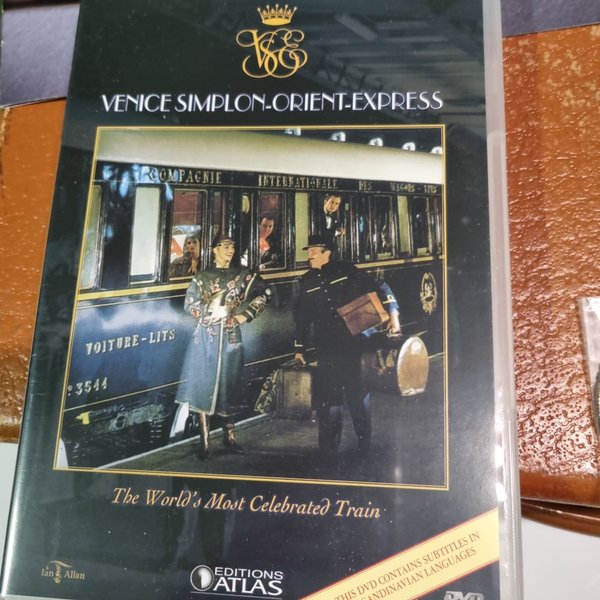 VSOE
VENICE SIMPLON-ORIENT-EXPRESS
COMPAGNIE INTERNATIONALE DES WAGONS-LITS
VOITURE-LITS
3544
The World's Most Celebrated Train
Ian Allan
EDITIONS
ATLAS
THIS DVD CONTAINS SUBTITLES IN
SCANDINAVIAN LANGUAGES
DVD